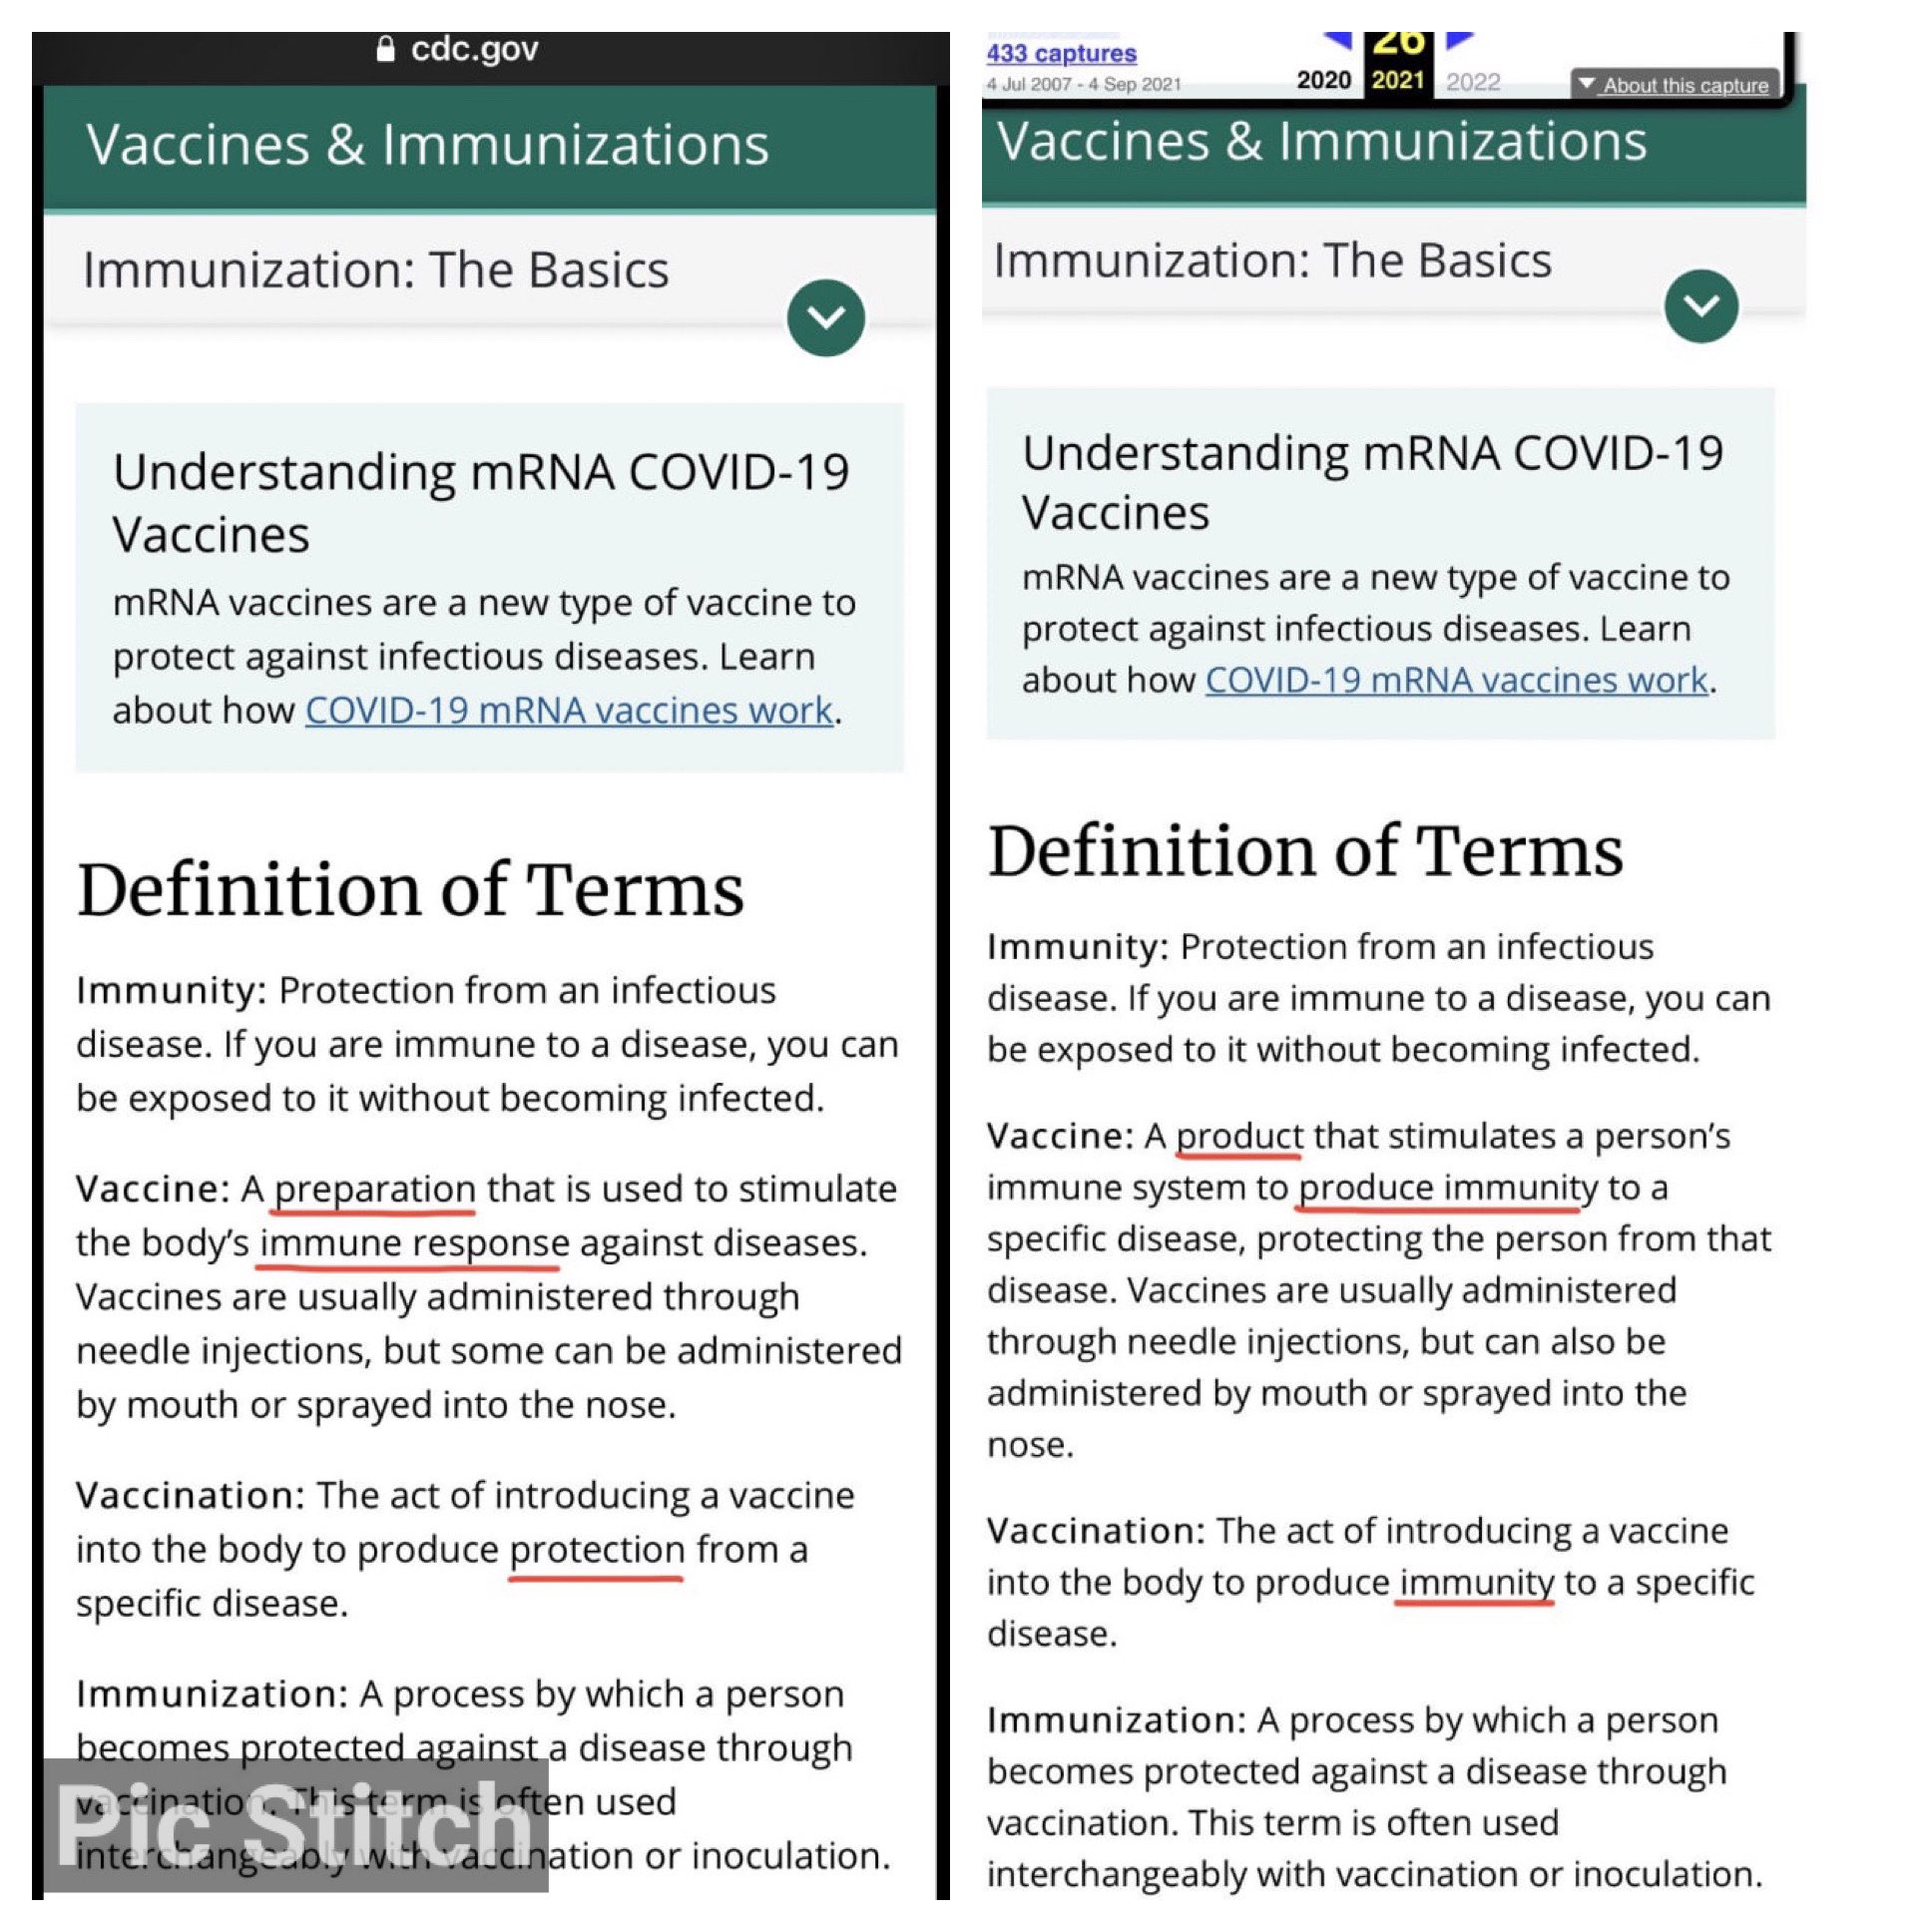 cdc.gov
Vaccines & Immunizations
Immunization: The Basics
Understanding mRNA COVID-19
Vaccines
mRNA vaccines are a new type of vaccine to
protect against infectious diseases. Learn
about how COVID-19 mRNA vaccines work.
Definition of Terms
Immunity: Protection from an infectious
disease. If you are immune to a disease, you can
be exposed to it without becoming infected.
Vaccine: A preparation that is used to stimulate
the body’s immune response against diseases.
Vaccines are usually administered through
needle injections, but some can be administered
by mouth or sprayed into the nose.
Vaccination: The act of introducing a vaccine
into the body to produce protection from a
specific disease.
Immunization: A process by which a person
becomes protected against a disease through
vaccination. This term is often used
interchangeably with vaccination or inoculation.
Pic Stitch
433 captures
4 Jul 2007 - 4 Sep 2021
26
2020 2021 2022
About this capture
Vaccines & Immunizations
Immunization: The Basics
Understanding mRNA COVID-19
Vaccines
mRNA vaccines are a new type of vaccine to
protect against infectious diseases. Learn
about how COVID-19 mRNA vaccines work.
Definition of Terms
Immunity: Protection from an infectious
disease. If you are immune to a disease, you can
be exposed to it without becoming infected.
Vaccine: A product that stimulates a person’s
immune system to produce immunity to a
specific disease, protecting the person from that
disease. Vaccines are usually administered
through needle injections, but can also be
administered by mouth or sprayed into the
nose.
Vaccination: The act of introducing a vaccine
into the body to produce immunity to a specific
disease.
Immunization: A process by which a person
becomes protected against a disease through
vaccination. This term is often used
interchangeably with vaccination or inoculation.